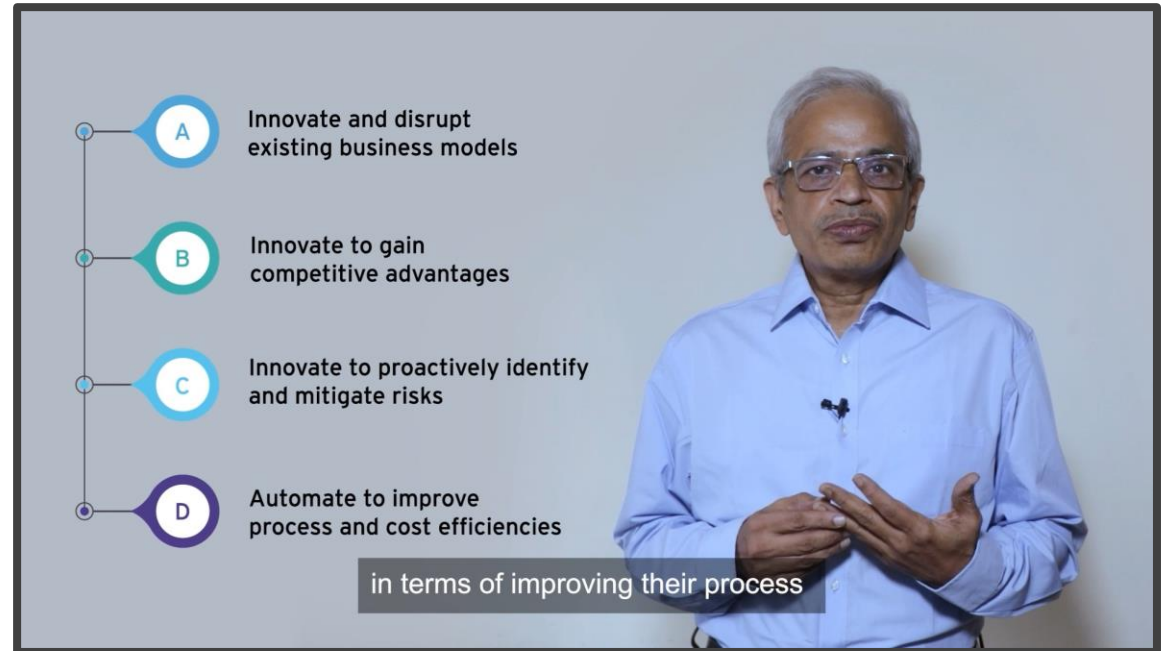 A
Innovate and disrupt
existing business models
B
Innovate to gain
competitive advantages
C
Innovate to proactively identify
and mitigate risks
D
Automate to improve
process and cost efficiencies
in terms of improving their process